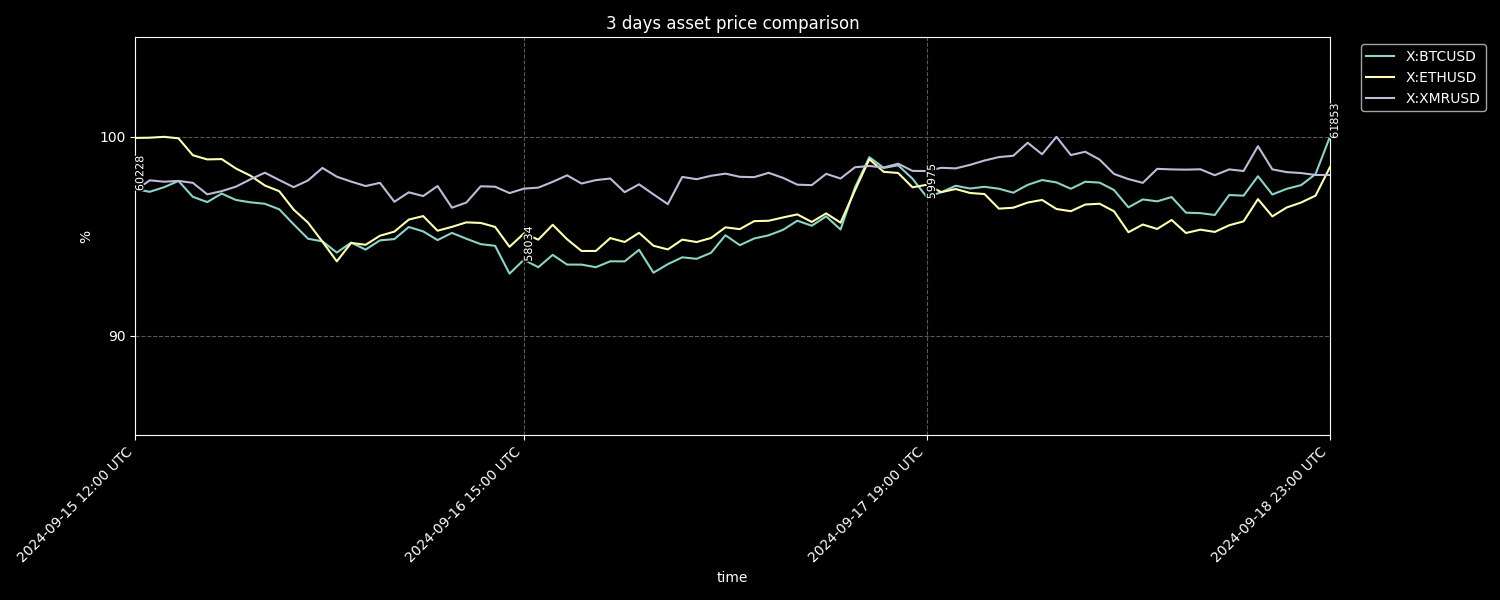 3 days asset price comparison
X:BTCUSD
X:ETHUSD
X:XMRUSD
%
100
90
60228
58034
59975
61853
2024-09-15 12:00 UTC
2024-09-16 15:00 UTC
2024-09-17 19:00 UTC
2024-09-18 23:00 UTC
time